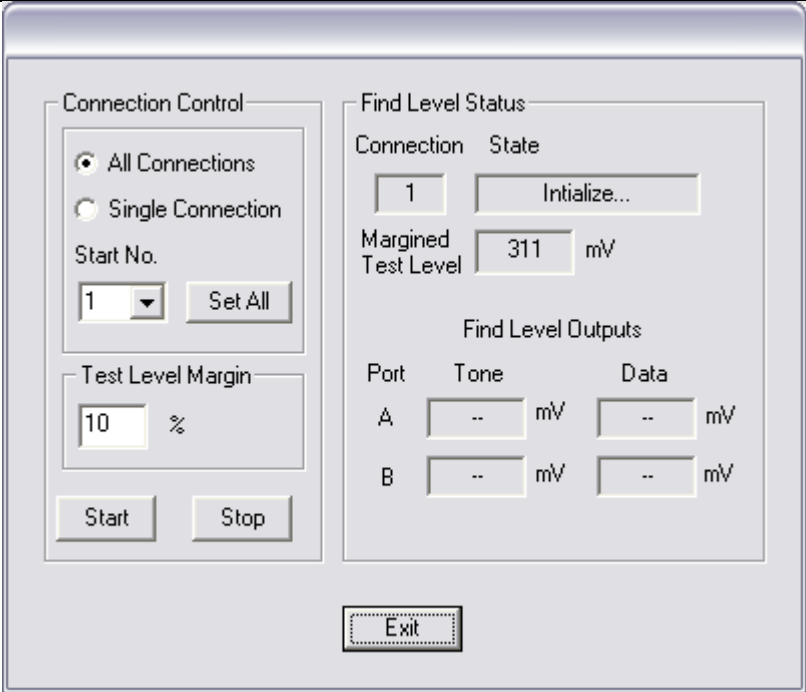 Connection Control
All Connections
Single Connection
Start No.
1
Set All
Test Level Margin
10 %
Start Stop
Find Level Status
Connection State
1 Intialize...
Margined
Test Level
311 mV
Find Level Outputs
Port Tone Data
A -- mV -- mV
B -- mV -- mV
Exit